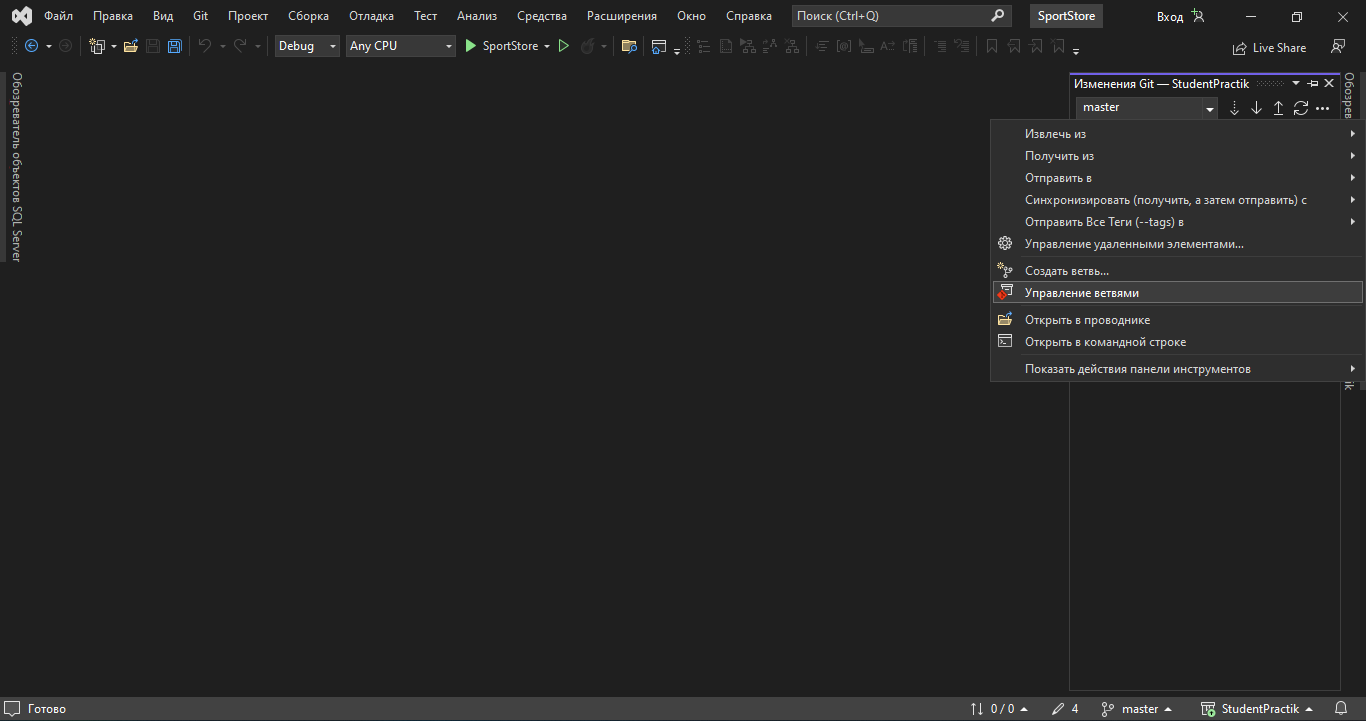 Файл Правка Вид Git Проект Сборка Отладка Тест Анализ Средства Расширения Окно Справка Поиск (Ctrl+Q) SportStore Вход
Debug Any CPU SportStore Live Share
Обозреватель объектов SQL Server
Изменения Git — StudentPractik
master
Извлечь из
Получить из
Отправить в
Синхронизировать (получить, а затем отправить) с
Отправить Все Теги (--tags) в
Управление удаленными элементами...
Создать ветвь...
Управление ветвями
Открыть в проводнике
Открыть в командной строке
Показать действия панели инструментов
Готово 0 / 0 4 master StudentPractik